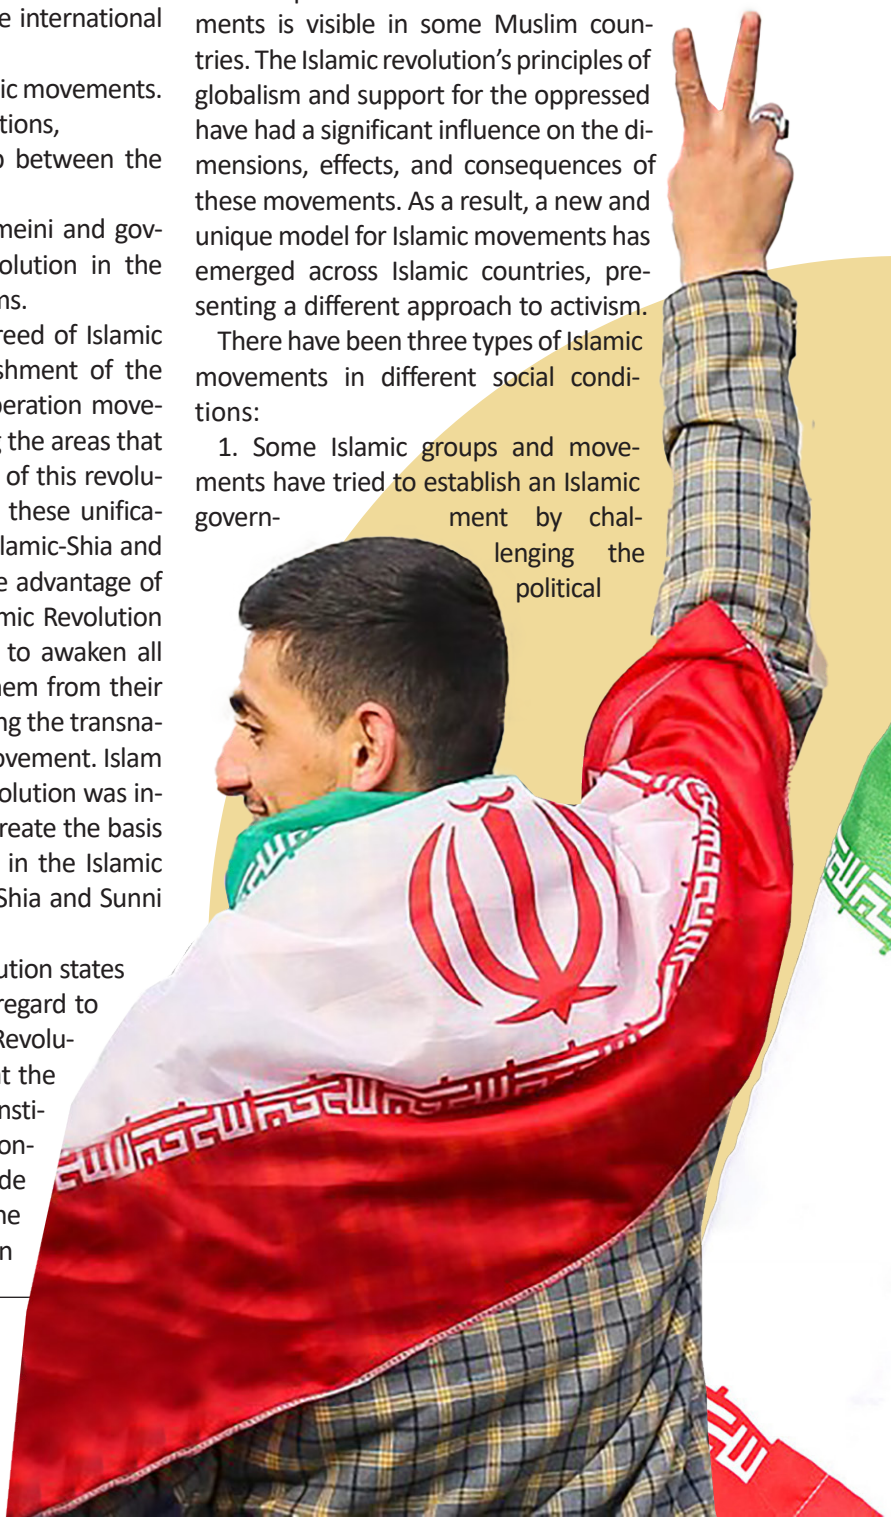 e international
ic movements.
tions,
between the
meini and gov-
olution in the
ms.
reed of Islamic
shment of the
peration move-
g the areas that
of this revolu-
these unifica-
lamic-Shia and
e advantage of
mic Revolution
to awaken all
hem from their
ng the transna-
ovement. Islam
olution was in-
reate the basis
in the Islamic
Shia and Sunni
ution states
regard to
Revolu-
at the
nsti-
on-
de
he
n
ments is visible in some Muslim coun-
tries. The Islamic revolution’s principles of
globalism and support for the oppressed
have had a significant influence on the di-
mensions, effects, and consequences of
these movements. As a result, a new and
unique model for Islamic movements has
emerged across Islamic countries, pre-
senting a different approach to activism.
There have been three types of Islamic
movements in different social condi-
tions:
1. Some Islamic groups and move-
ments have tried to establish an Islamic
govern- ment by chal-
lenging the
political